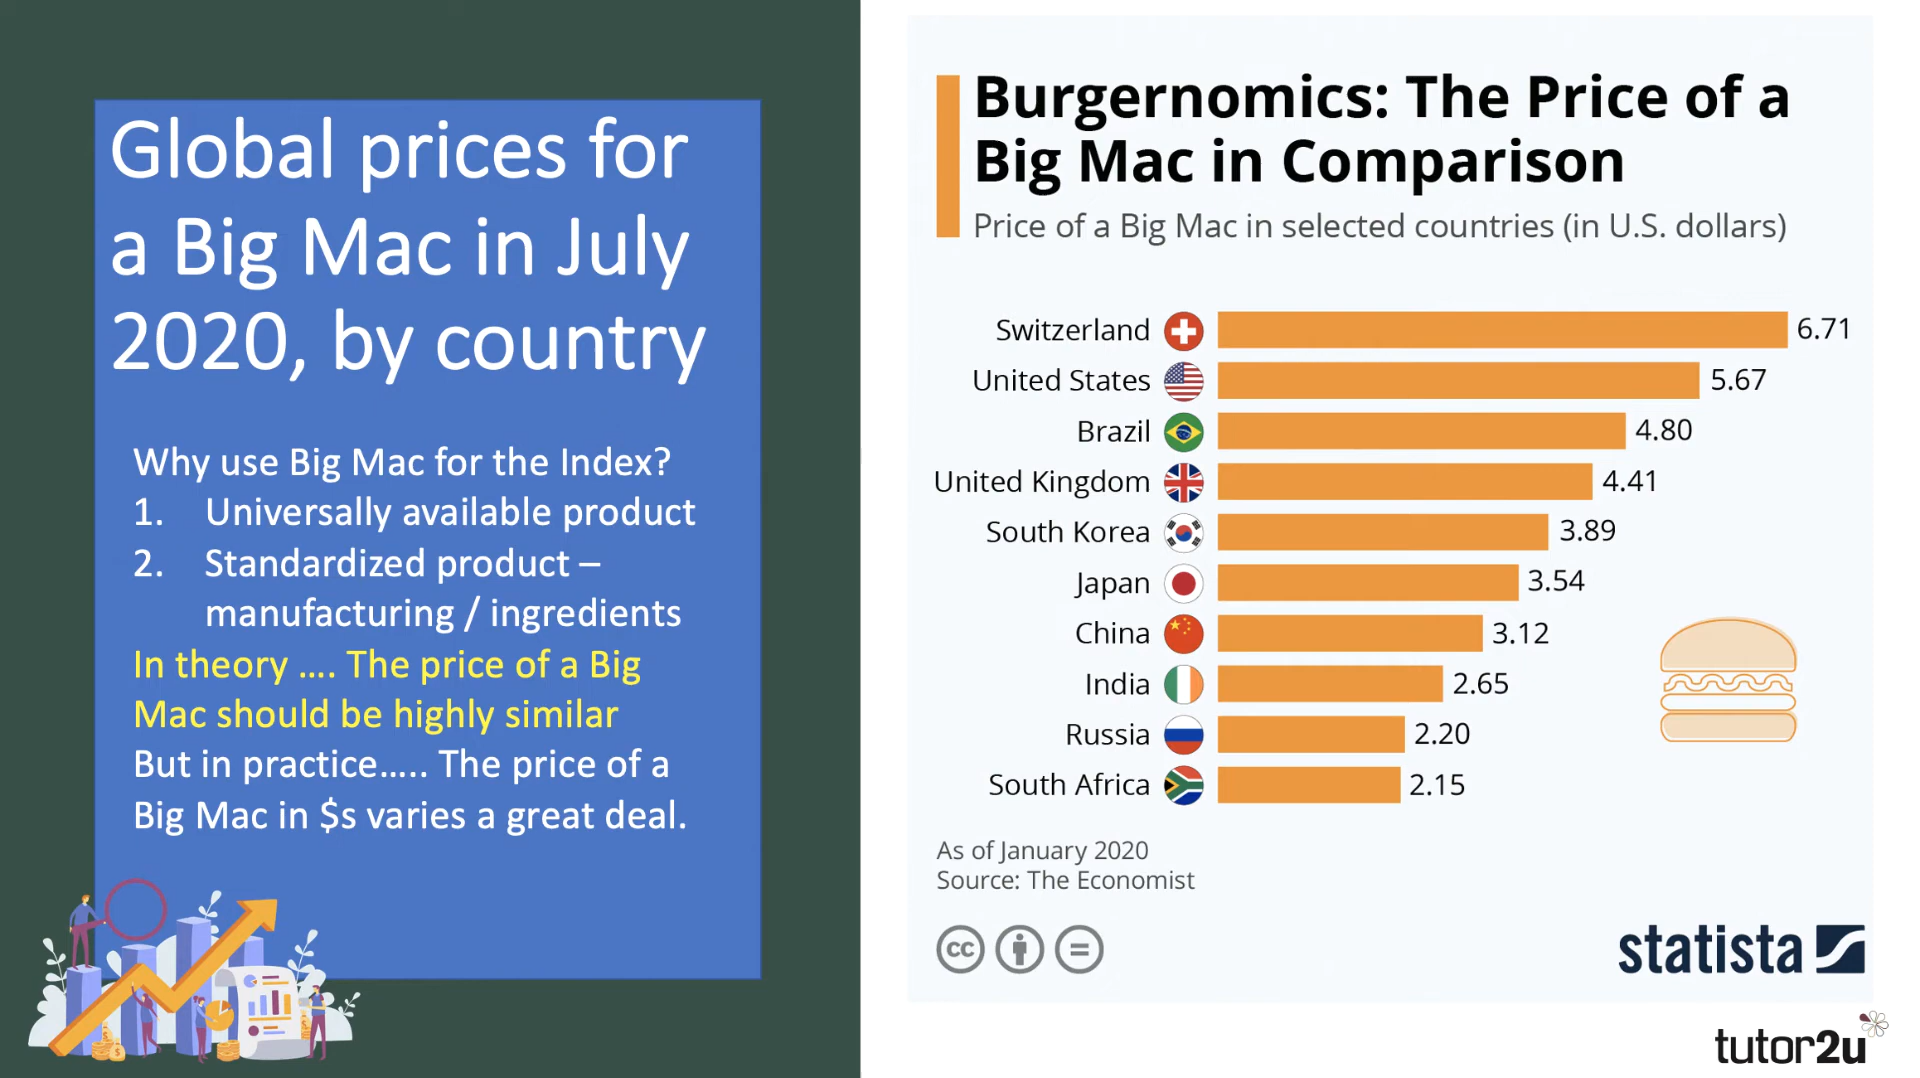 Global prices for
a Big Mac in July
2020, by country
Why use Big Mac for the Index?
1. Universally available product
2. Standardized product –
manufacturing / ingredients
In theory .... The price of a Big
Mac should be highly similar
But in practice..... The price of a
Big Mac in $s varies a great deal.
Burgernomics: The Price of a
Big Mac in Comparison
Price of a Big Mac in selected countries (in U.S. dollars)
Switzerland 6.71
United States 5.67
Brazil 4.80
United Kingdom 4.41
South Korea 3.89
Japan 3.54
China 3.12
India 2.65
Russia 2.20
South Africa 2.15
As of January 2020
Source: The Economist
cc
statista
tutor2u